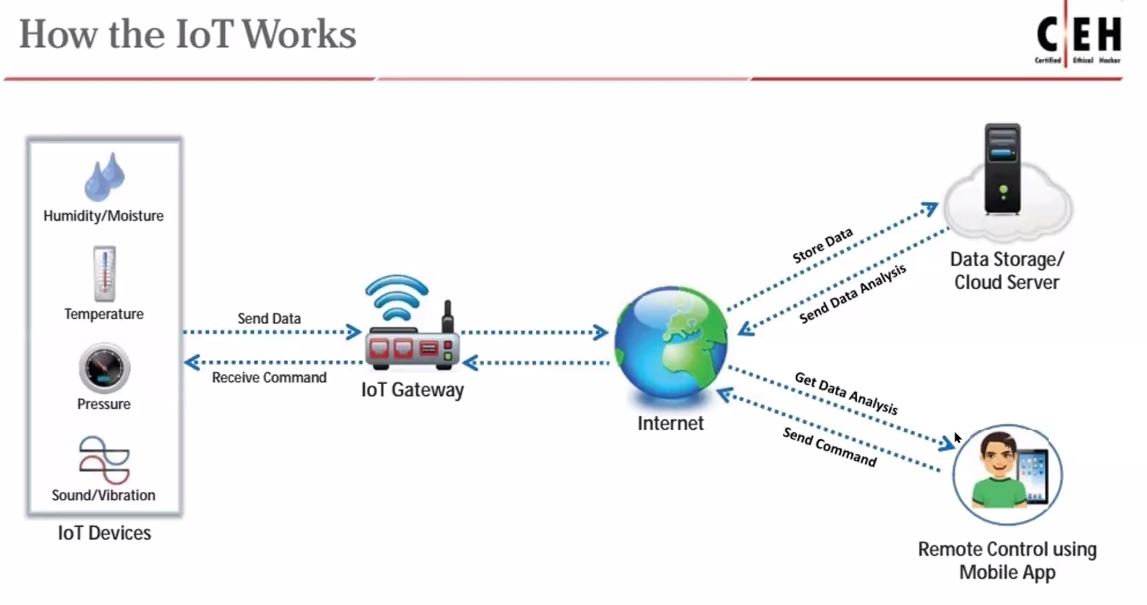 How the IoT Works
CEH
Certified Ethical Hacker
Humidity/Moisture
Temperature
Pressure
Sound/Vibration
IoT Devices
Send Data
Receive Command
IoT Gateway
Internet
Store Data
Send Data Analysis
Data Storage/
Cloud Server
Get Data Analysis
Send Command
Remote Control using
Mobile App